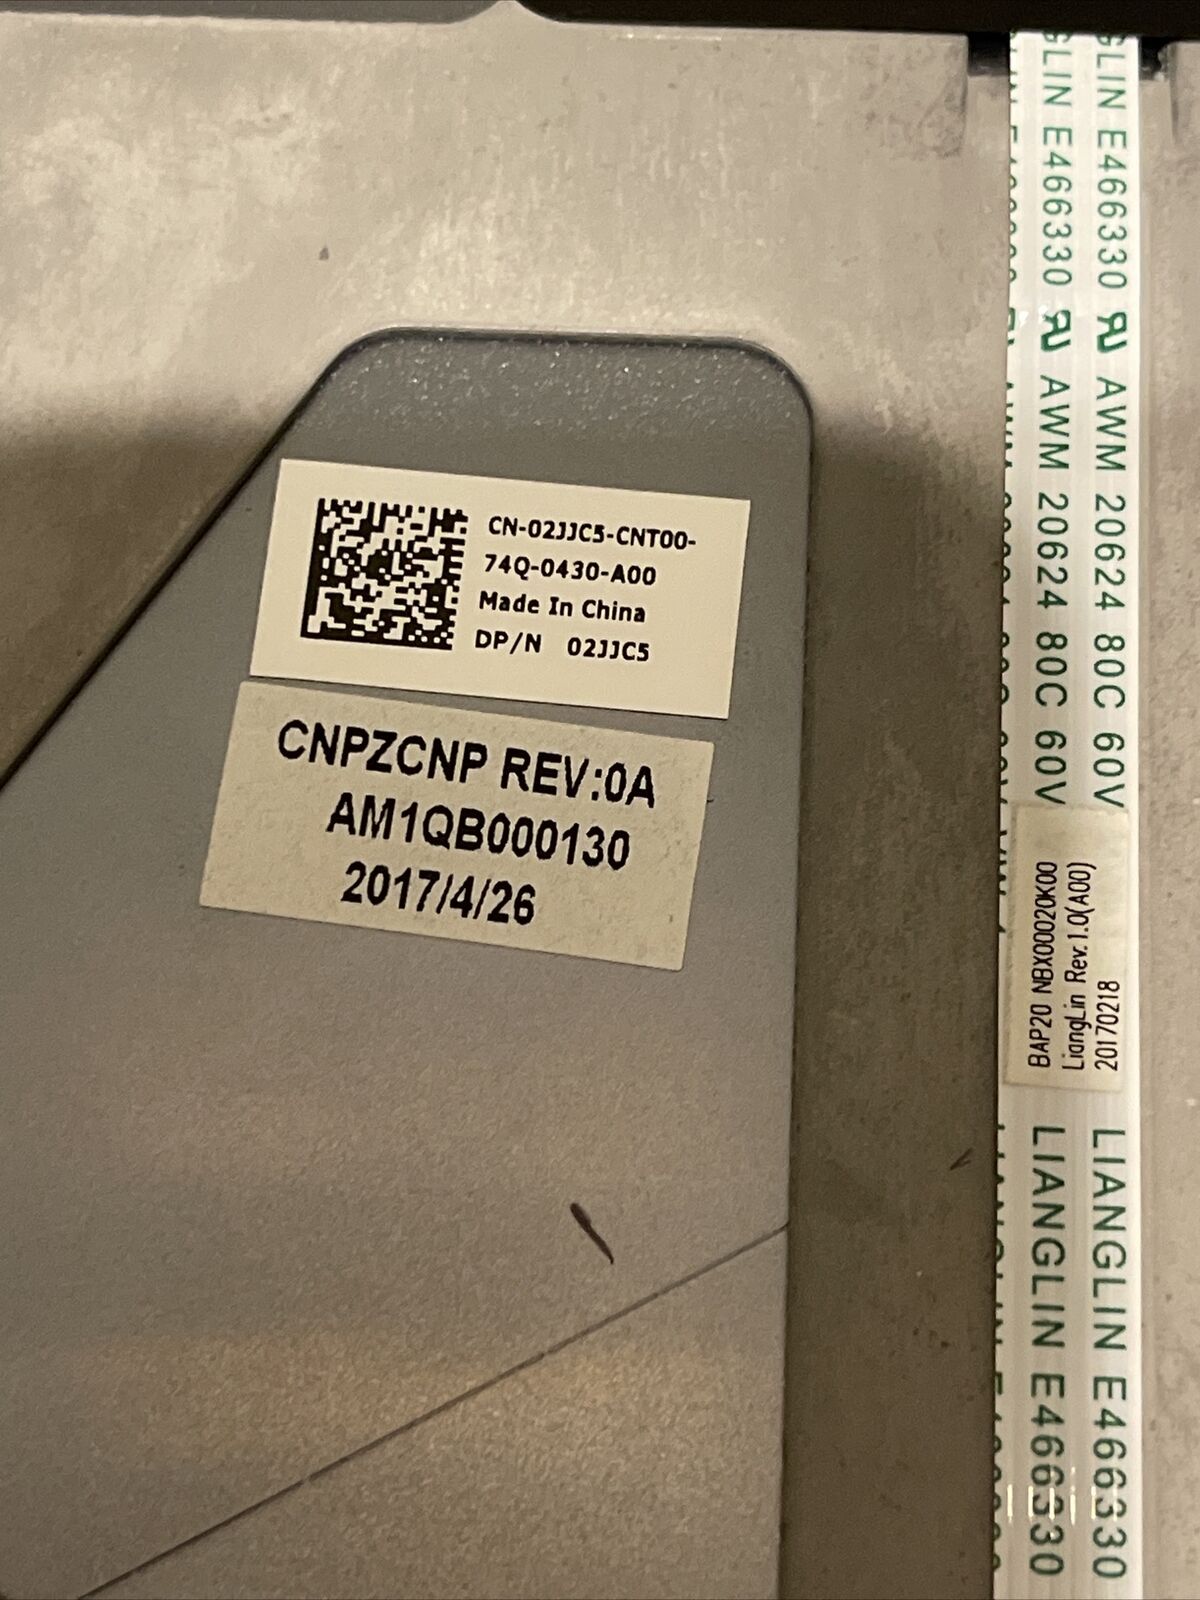 CN-02JJC5-CNT00-
74Q-0430-A00
Made In China
DP/N 02JJC5
CNPZCNP REV:0A
AM1QB000130
2017/4/26
GLIN E466330 AWM 20624 80C 60V
GLIN E466330 AWM 20624 80C 60V
BAP20 NBX00020K00
LiangLin Rev:1.0(A00)
20170218
LIANGLIN E466330
LIANGLIN E466330